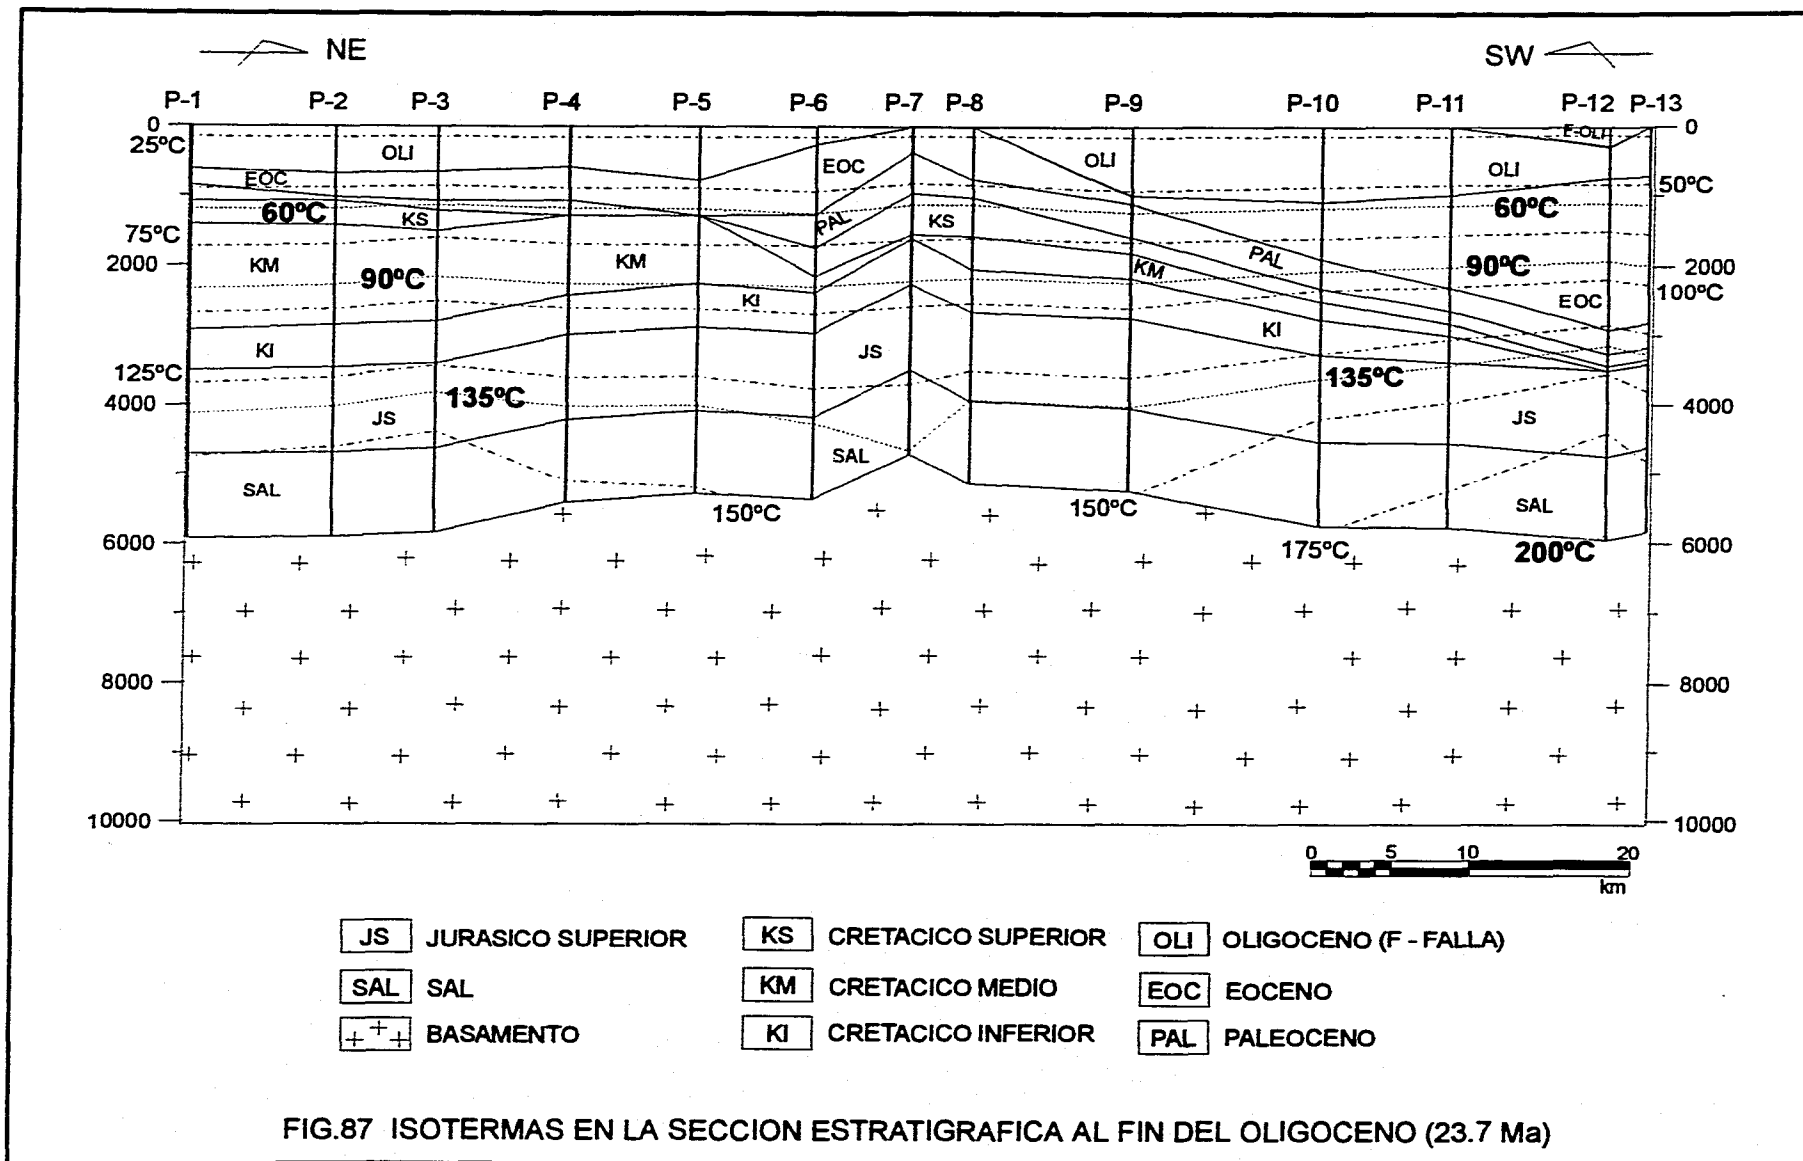 NE SW
P-1 P-2 P-3 P-4 P-5 P-6 P-7 P-8 P-9 P-10 P-11 P-12 P-13
0 F-OLI 0
25ºC
OLI EOC OLI OLI
EOC 50ºC
60ºC KS PAL KS 60ºC
75ºC
2000 KM 90ºC KM KM PAL 90ºC 2000
100ºC
KI EOC
KI JS KI
125ºC 135ºC 135ºC
4000 JS 4000
JS
SAL
SAL SAL
150ºC 150ºC
6000 175ºC 200ºC 6000
8000 8000
10000 10000
0 5 10 20
km
JS JURASICO SUPERIOR KS CRETACICO SUPERIOR OLI OLIGOCENO (F - FALLA)
SAL SAL KM CRETACICO MEDIO EOC EOCENO
BASAMENTO KI CRETACICO INFERIOR PAL PALEOCENO
FIG.87 ISOTERMAS EN LA SECCION ESTRATIGRAFICA AL FIN DEL OLIGOCENO (23.7 Ma)